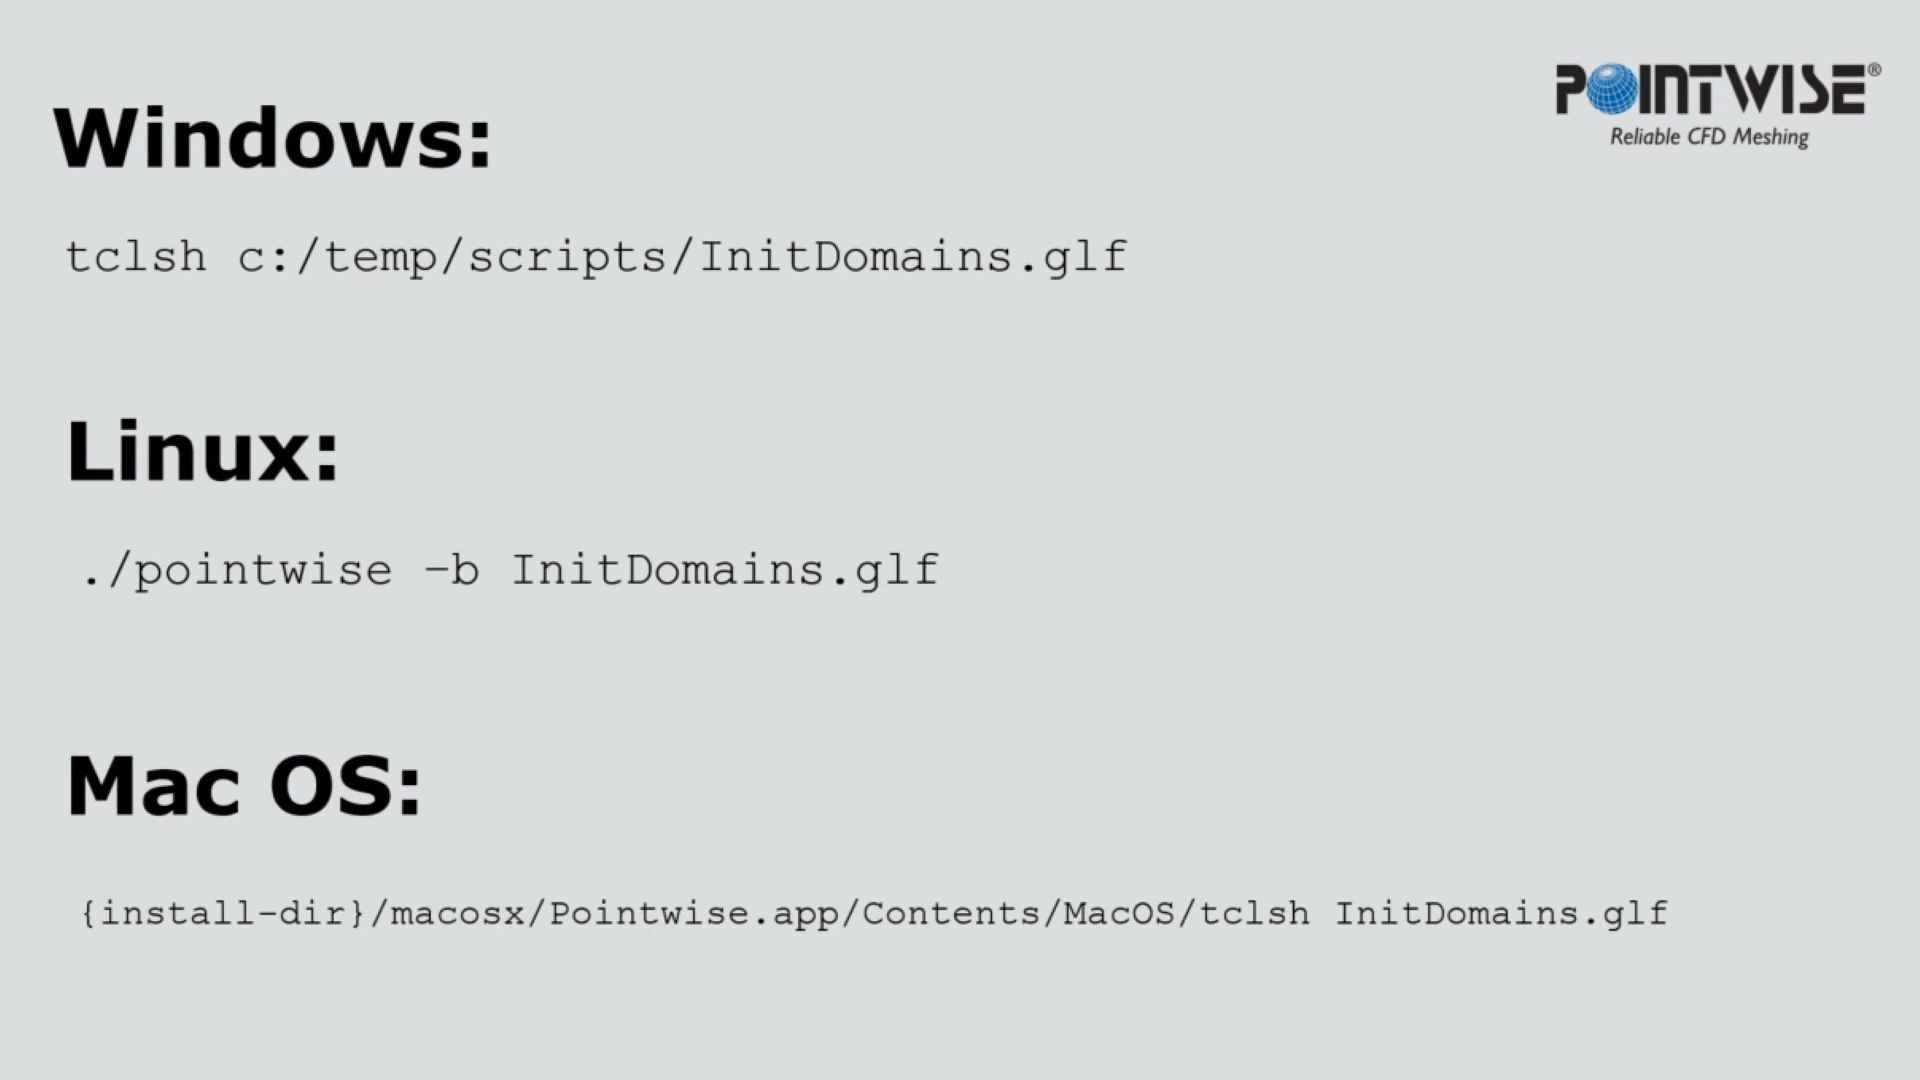 POINTWISE®
Reliable CFD Meshing
Windows:
tclsh c:/temp/scripts/InitDomains.glf
Linux:
./pointwise -b InitDomains.glf
Mac OS:
{install-dir}/macosx/Pointwise.app/Contents/MacOS/tclsh InitDomains.glf